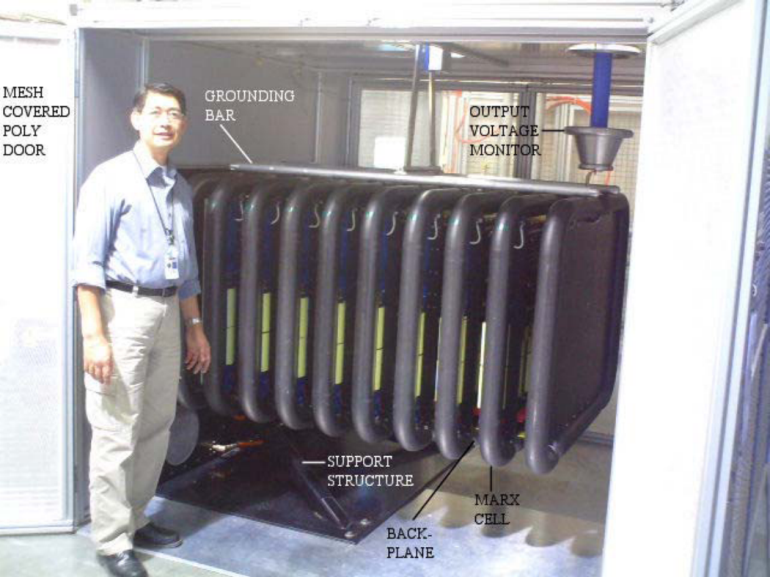 MESH
COVERED
POLY
DOOR
GROUNDING
BAR
OUTPUT
VOLTAGE
MONITOR
SUPPORT
STRUCTURE
MARX
CELL
BACK-
PLANE